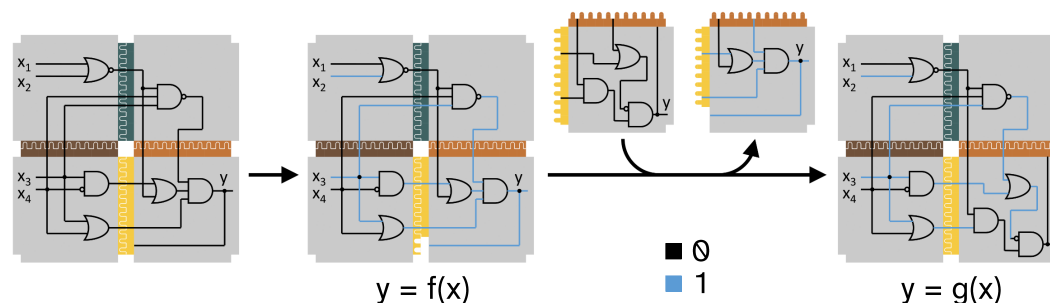 x₁
x₂
x₃
x₄
y
x₁
x₂
x₃
x₄
y
y = f(x)
y
y
0
1
x₁
x₂
x₃
x₄
y = g(x)